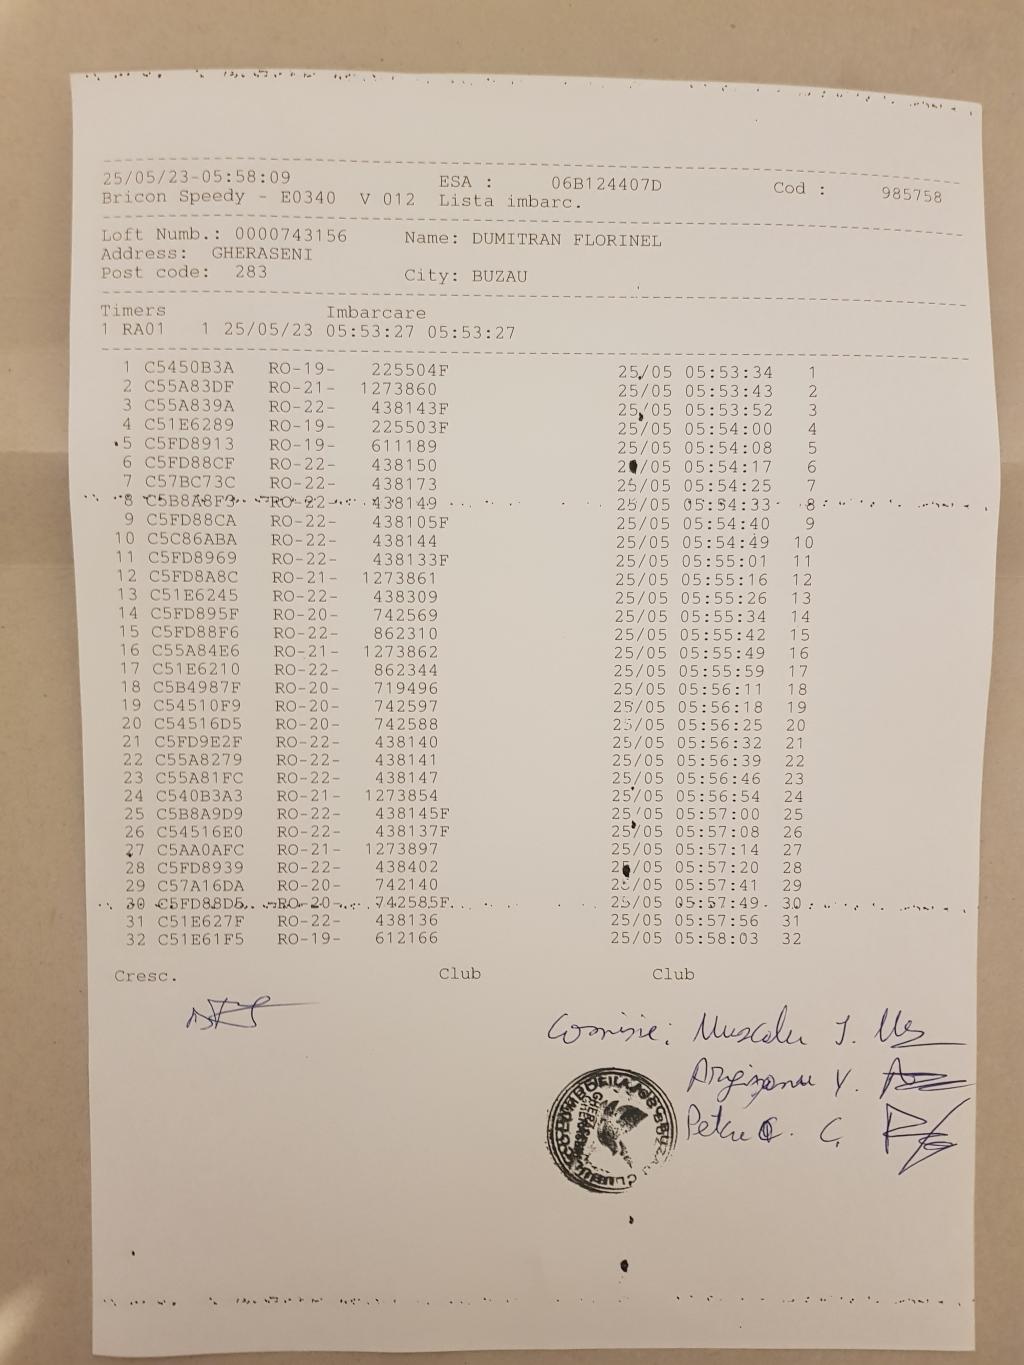 25/05/23-05:58:09 ESA : 06B124407D Cod : 985758
Bricon Speedy - E0340 V 012 Lista imbarc.
Loft Numb.: 0000743156 Name: DUMITRAN FLORINEL
Address: GHERASENI
Post code: 283 City: BUZAU
Timers Imbarcare
1 RA01 1 25/05/23 05:53:27 05:53:27
1 C5450B3A RO-19- 225504F 25/05 05:53:34 1
2 C55A83DF RO-21- 1273860 25/05 05:53:43 2
3 C55A839A RO-22- 438143F 25/05 05:53:52 3
4 C51E6289 RO-19- 225503F 25/05 05:54:00 4
5 C5FD8913 RO-19- 611189 25/05 05:54:08 5
6 C5FD88CF RO-22- 438150 25/05 05:54:17 6
7 C57BC73C RO-22- 438173 25/05 05:54:25 7
8 C5B8A8F3 RO-22- 438149 25/05 05:54:33 8
9 C5FD88CA RO-22- 438105F 25/05 05:54:40 9
10 C5C86ABA RO-22- 438144 25/05 05:54:49 10
11 C5FD8969 RO-22- 438133F 25/05 05:55:01 11
12 C5FD8A8C RO-21- 1273861 25/05 05:55:16 12
13 C51E6245 RO-22- 438309 25/05 05:55:26 13
14 C5FD895F RO-20- 742569 25/05 05:55:34 14
15 C5FD88F6 RO-22- 862310 25/05 05:55:42 15
16 C55A84E6 RO-21- 1273862 25/05 05:55:49 16
17 C51E6210 RO-22- 862344 25/05 05:55:59 17
18 C5B4987F RO-20- 719496 25/05 05:56:11 18
19 C54510F9 RO-20- 742597 25/05 05:56:18 19
20 C54516D5 RO-20- 742588 25/05 05:56:25 20
21 C5FD9E2F RO-22- 438140 25/05 05:56:32 21
22 C55A8279 RO-22- 438141 25/05 05:56:39 22
23 C55A81FC RO-22- 438147 25/05 05:56:46 23
24 C540B3A3 RO-21- 1273854 25/05 05:56:54 24
25 C5B8A9D9 RO-22- 438145F 25/05 05:57:00 25
26 C54516E0 RO-22- 438137F 25/05 05:57:08 26
27 C5AA0AFC RO-21- 1273897 25/05 05:57:14 27
28 C5FD8939 RO-22- 438402 25/05 05:57:20 28
29 C57A16DA RO-20- 742140 25/05 05:57:41 29
30 C5FD88D5 RO-20- 742585F 25/05 05:57:49 30
31 C51E627F RO-22- 438136 25/05 05:57:56 31
32 C51E61F5 RO-19- 612166 25/05 05:58:03 32
Cresc. Club Club
Comisie: Muscalu I.
Petre C.